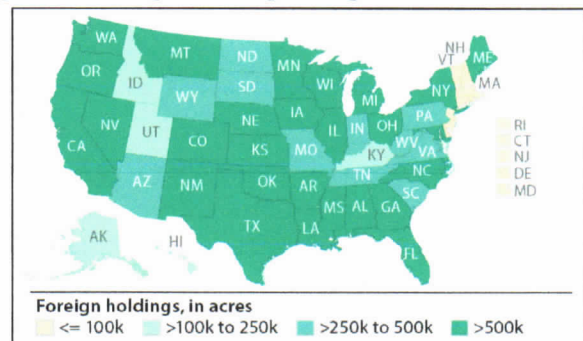 WA
MT
ND
MN
NH
VT
ME
OR
ID
SD
WI
MI
NY
MA
WY
NE
IA
IL
IN
OH
PA
RI
CT
NJ
DE
MD
NV
UT
CO
KS
MO
KY
WV
VA
CA
AZ
NM
OK
AR
TN
NC
SC
TX
LA
MS
AL
GA
FL
AK
HI
Foreign holdings, in acres
<= 100k >100k to 250k >250k to 500k >500k